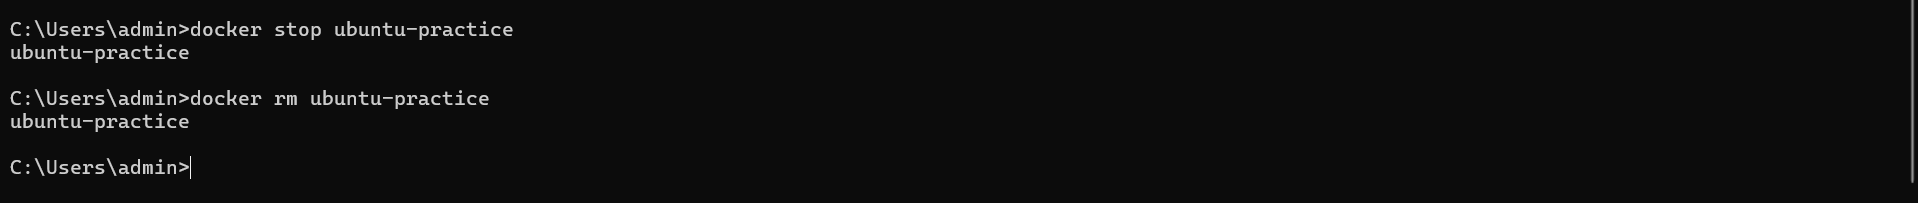 C:\Users\admin>docker stop ubuntu-practice
ubuntu-practice
C:\Users\admin>docker rm ubuntu-practice
ubuntu-practice
C:\Users\admin>